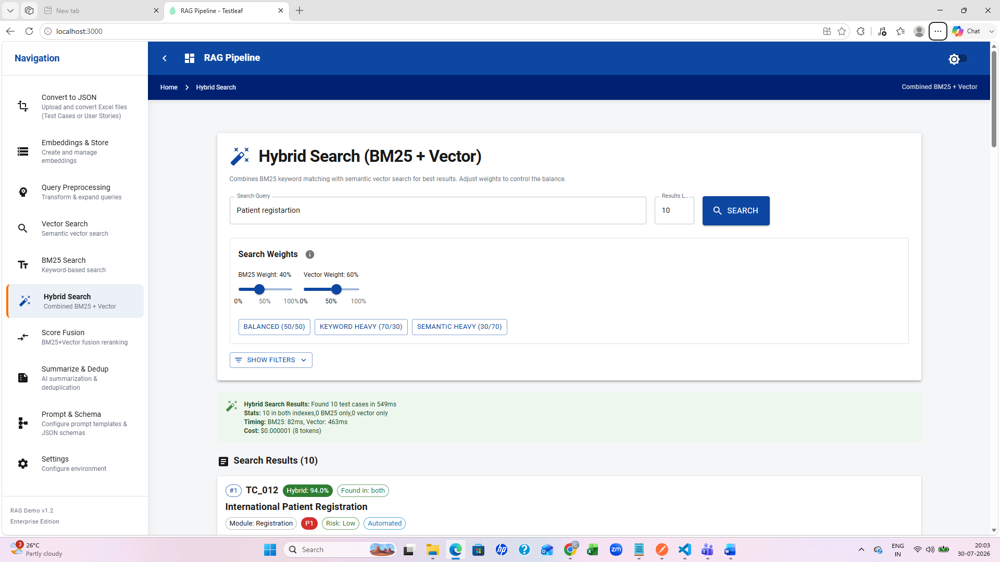 New tab
RAG Pipeline - Testleaf
localhost:3000
Chat
Navigation
RAG Pipeline
Home
Hybrid Search
Combined BM25 + Vector
Convert to JSON
Upload and convert Excel files
(Test Cases or User Stories)
Embeddings & Store
Create and manage
embeddings
Query Preprocessing
Transform & expand queries
Vector Search
Semantic vector search
BM25 Search
Keyword-based search
Hybrid Search
Combined BM25 + Vector
Score Fusion
BM25+Vector fusion reranking
Summarize & Dedup
AI summarization &
deduplication
Prompt & Schema
Configure prompt templates &
JSON schemas
Settings
Configure environment
RAG Demo v1.2
Enterprise Edition
Hybrid Search (BM25 + Vector)
Combines BM25 keyword matching with semantic vector search for best results. Adjust weights to control the balance.
Search Query
Patient registartion
Results L...
10
SEARCH
Search Weights
BM25 Weight: 40%
Vector Weight: 60%
0% 50% 100%
0% 50% 100%
BALANCED (50/50)
KEYWORD HEAVY (70/30)
SEMANTIC HEAVY (30/70)
SHOW FILTERS
Hybrid Search Results: Found 10 test cases in 549ms
Stats: 10 in both indexes,0 BM25 only,0 vector only
Timing: BM25: 82ms, Vector: 463ms
Cost: $0.000001 (8 tokens)
Search Results (10)
#1 TC_012 Hybrid: 94.0% Found in: both
International Patient Registration
Module: Registration P1 Risk: Low Automated
3
26°C
Partly cloudy
Search
ENG
IN
20:03
30-07-2026